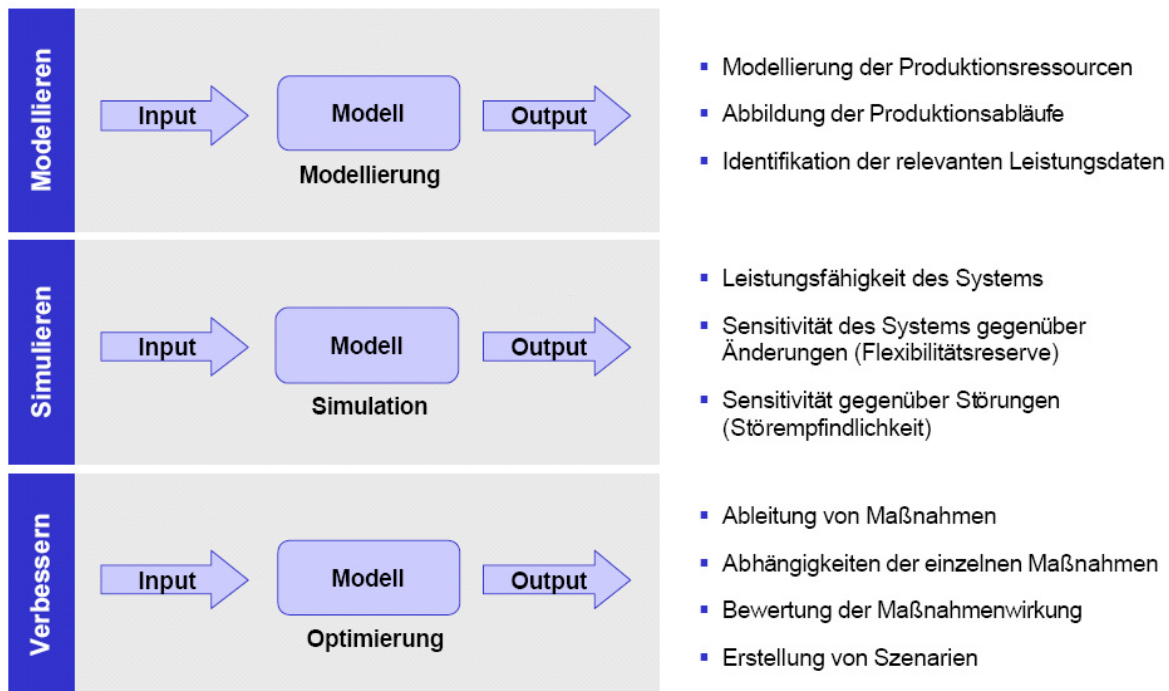 Modellieren
Input
Modell
Output
Modellierung
▪ Modellierung der Produktionsressourcen
▪ Abbildung der Produktionsabläufe
▪ Identifikation der relevanten Leistungsdaten
Simulieren
Input
Modell
Output
Simulation
▪ Leistungsfähigkeit des Systems
▪ Sensitivität des Systems gegenüber
Änderungen (Flexibilitätsreserve)
▪ Sensitivität gegenüber Störungen
(Störempfindlichkeit)
Verbessern
Input
Modell
Output
Optimierung
▪ Ableitung von Maßnahmen
▪ Abhängigkeiten der einzelnen Maßnahmen
▪ Bewertung der Maßnahmenwirkung
▪ Erstellung von Szenarien